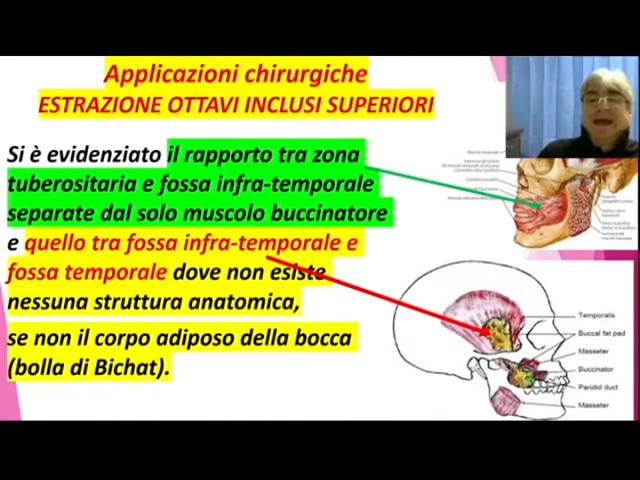 Applicazioni chirurgiche
ESTRAZIONE OTTAVI INCLUSI SUPERIORI
Si è evidenziato il rapporto tra zona
tuberositaria e fossa infra-temporale
separate dal solo muscolo buccinatore
e quello tra fossa infra-temporale e
fossa temporale dove non esiste
nessuna struttura anatomica,
se non il corpo adiposo della bocca
(bolla di Bichat).
Temporalis
Buccal fat pad
Masseter
Buccinator
Parotid duct
Masseter